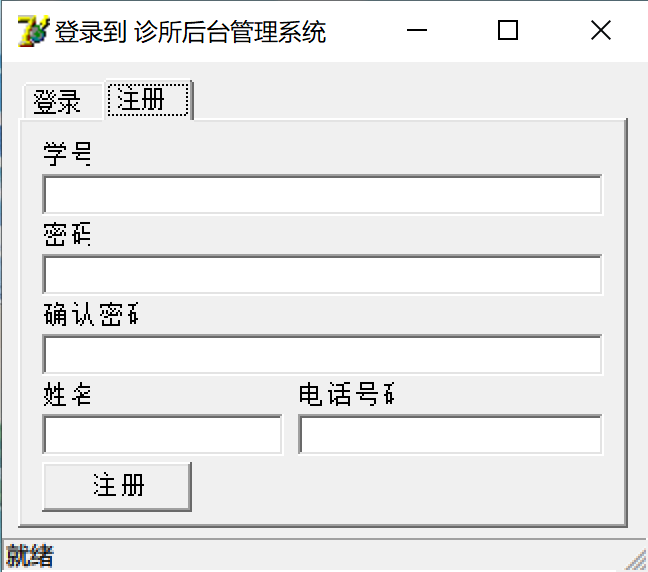 登录到 诊所后台管理系统
登录 注册
学号
密码
确认密码
姓名 电话号码
注册
就绪